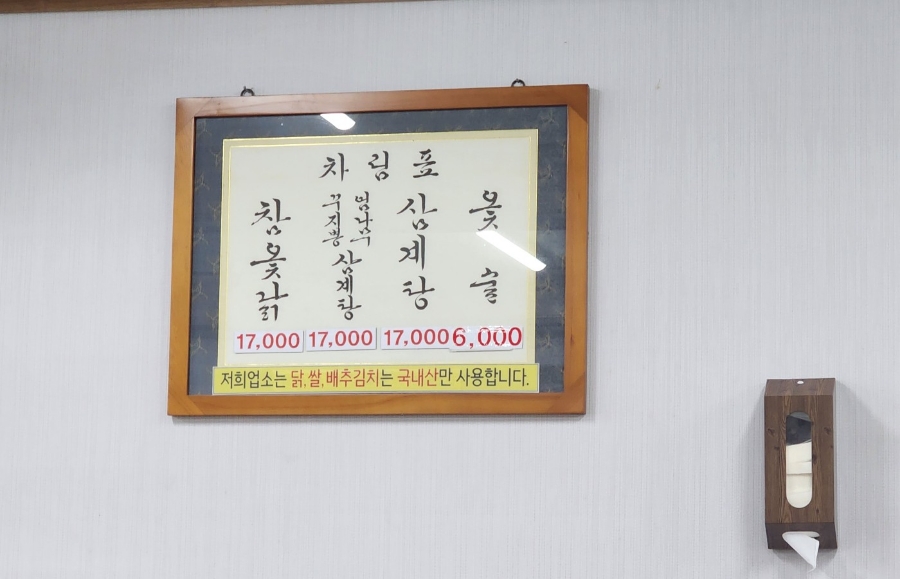 차림표
참옻닭
꾸지뽕
엄나무
삼계탕
삼계탕
옻술
17,000 17,000 17,000 6,000
저희업소는 닭,쌀,배추김치는 국내산만 사용합니다.